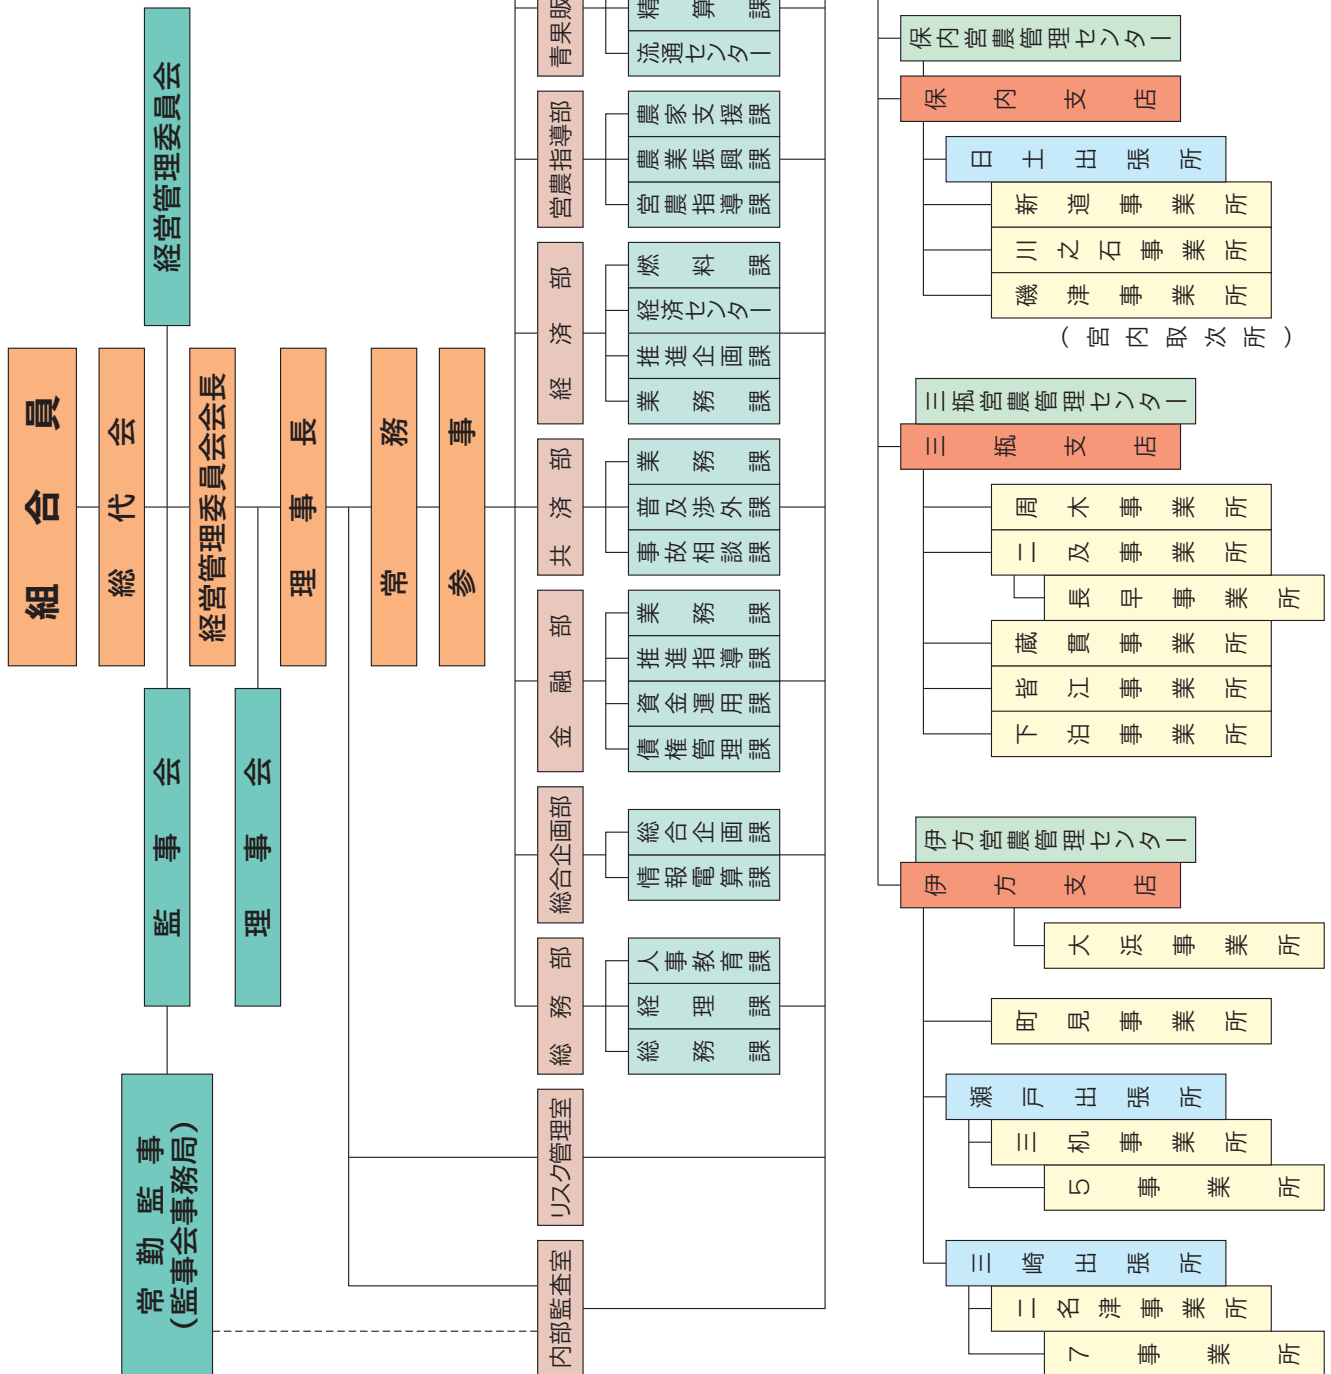 組合員
総代会
経営管理委員会
監事会
常勤監事
(監事会事務局)
経営管理委員会会長
理事会
理事長
常務
参事
内部監査室
リスク管理室
総務部
総務課
経理課
人事教育課
総合企画部
情報電算課
総合企画課
金融部
債権管理課
資金運用課
推進指導課
業務課
共済部
事故相談課
普及渉外課
業務課
経済部
業務課
推進企画課
経済センター
燃料課
営農指導部
営農指導課
農業振興課
農家支援課
青果販
流通センター
精算課
三崎出張所
二名津事業所
7事業所
瀬戸出張所
三机事業所
5事業所
町見事業所
大浜事業所
伊方支店
伊方営農管理センター
下泊事業所
皆江事業所
蔵貫事業所
長早事業所
二及事業所
周木事業所
三瓶支店
三瓶営農管理センター
(宮内取次所)
磯津事業所
川之石事業所
新道事業所
日土出張所
保内支店
保内営農管理センター